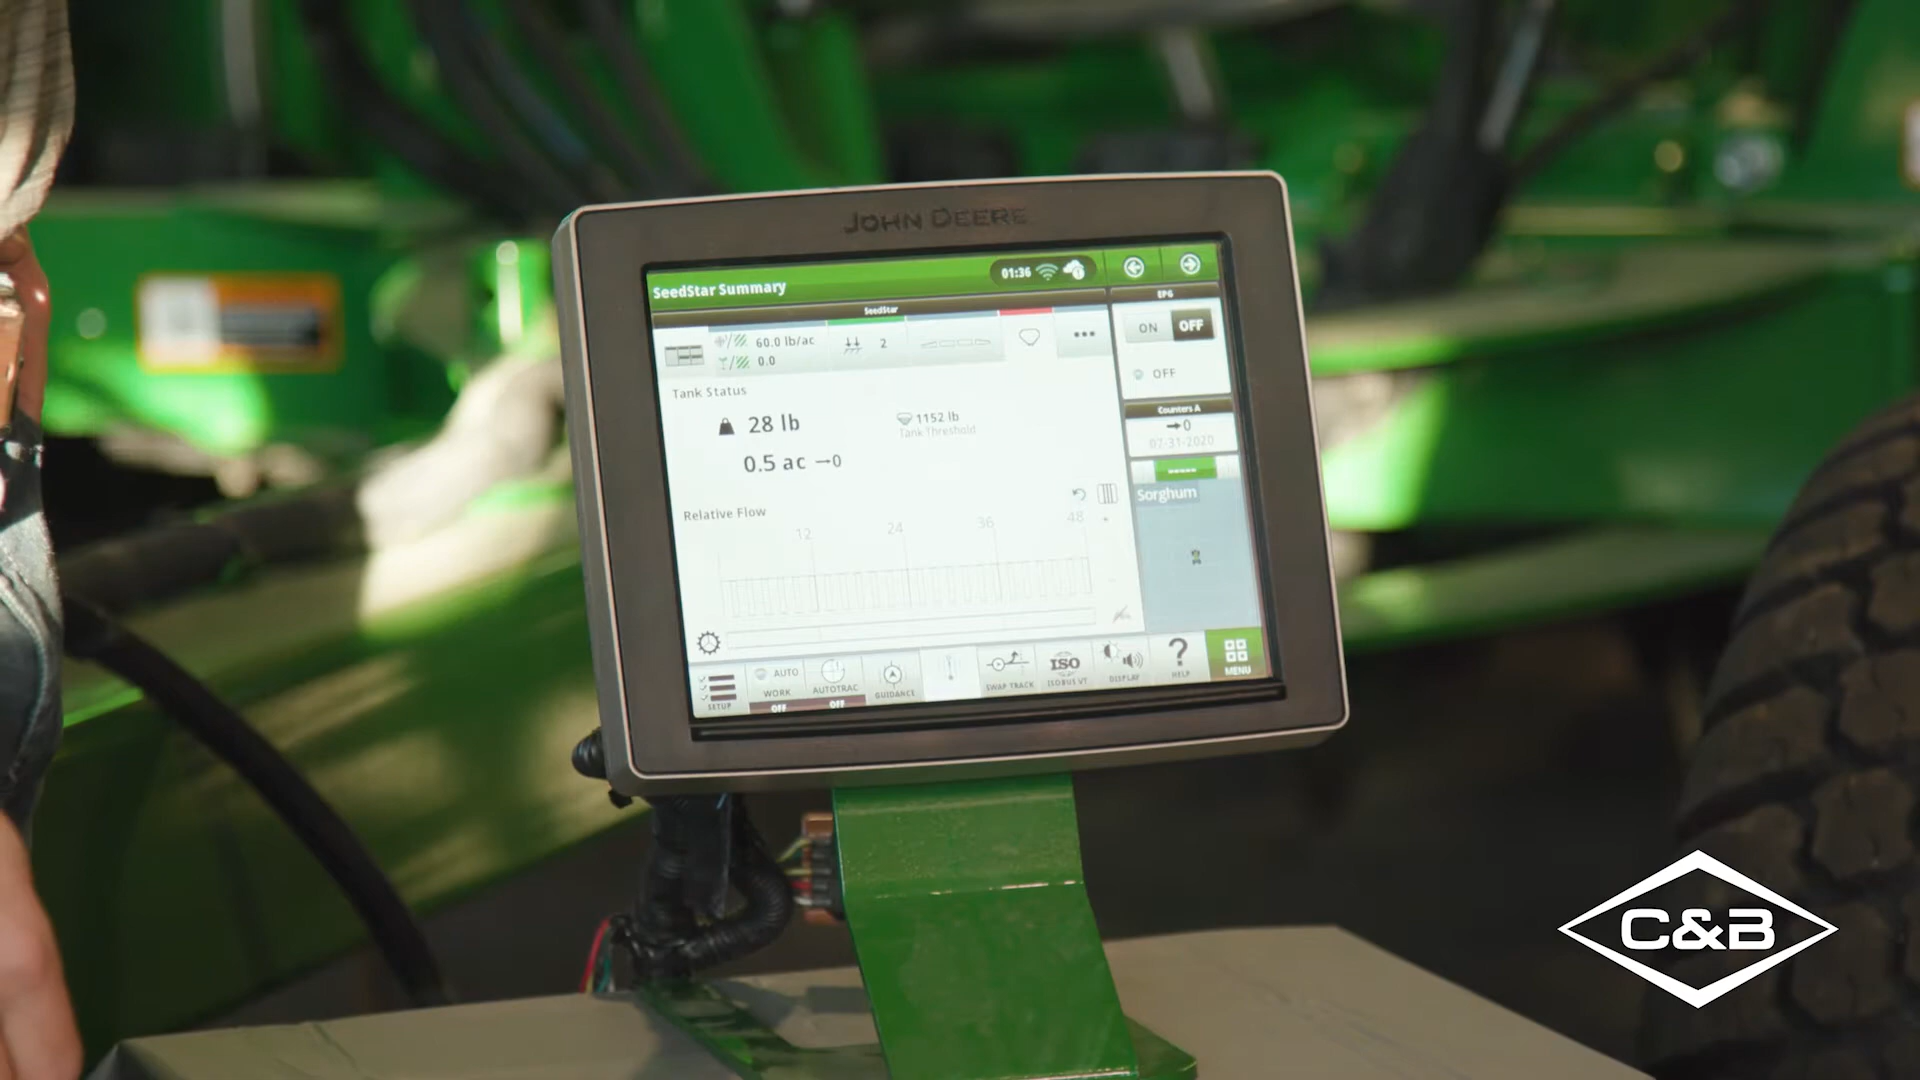 JOHN DEERE
SeedStar Summary
01:36
SeedStar
EPG
60.0 lb/ac
0.0
2
•••
ON OFF
OFF
Tank Status
28 lb
1152 lb
Tank Threshold
0.5 ac →0
Counters A
→0
07-31-2020
-----
Sorghum
Relative Flow
12 24 36 48
SETUP
AUTO
WORK
OFF
AUTOTRAC
OFF
GUIDANCE
SWAP TRACK
ISO
ISOBUS VT
DISPLAY
?
HELP
MENU
C&B